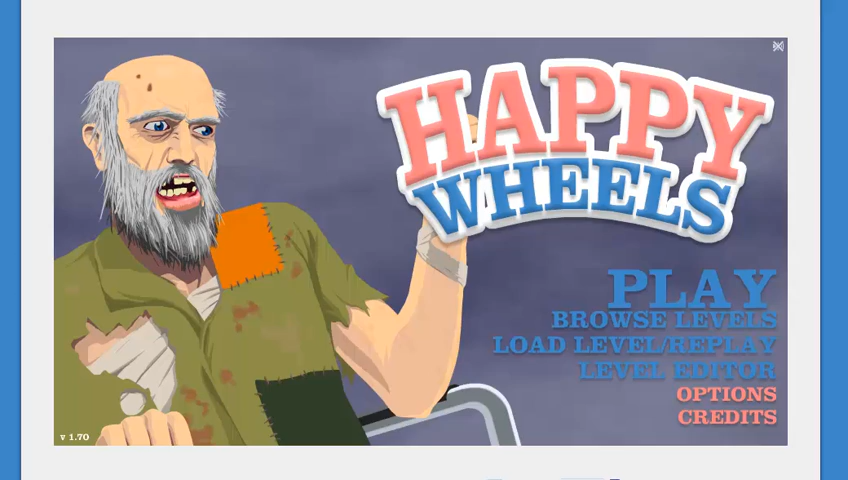 HAPPY
WHEELS
PLAY
BROWSE LEVELS
LOAD LEVEL/REPLAY
LEVEL EDITOR
OPTIONS
CREDITS
v 1.70